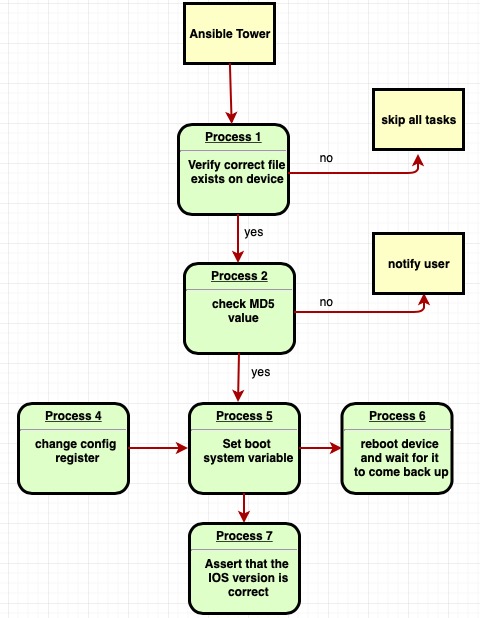 Ansible Tower
skip all tasks
Process 1
Verify correct file
exists on device
no
yes
notify user
Process 2
check MD5
value
no
yes
Process 4
change config
register
Process 5
Set boot
system variable
Process 6
reboot device
and wait for it
to come back up
Process 7
Assert that the
IOS version is
correct